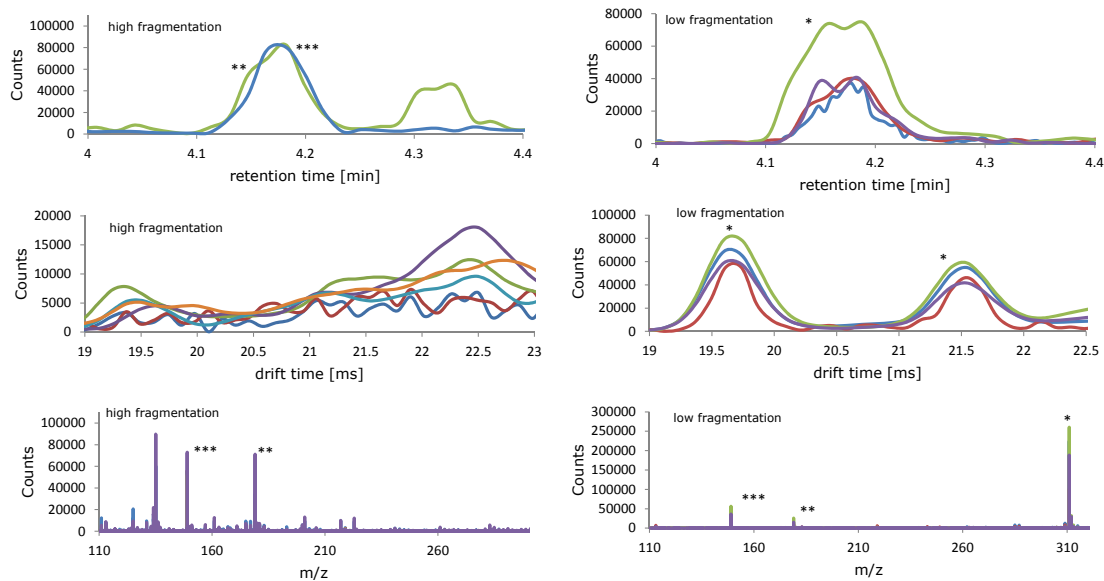 high fragmentation
Counts
100000
80000
60000
40000
20000
0
**
***
4 4.1 4.2 4.3 4.4
retention time [min]
low fragmentation
Counts
80000
60000
40000
20000
0
*
4 4.1 4.2 4.3 4.4
retention time [min]
high fragmentation
Counts
20000
15000
10000
5000
0
19 19.5 20 20.5 21 21.5 22 22.5 23
drift time [ms]
low fragmentation
Counts
100000
80000
60000
40000
20000
0
*
*
19 19.5 20 20.5 21 21.5 22 22.5
drift time [ms]
high fragmentation
Counts
100000
80000
60000
40000
20000
0
***
**
110 160 210 260
m/z
low fragmentation
Counts
300000
250000
200000
150000
100000
50000
0
***
**
*
110 160 210 260 310
m/z